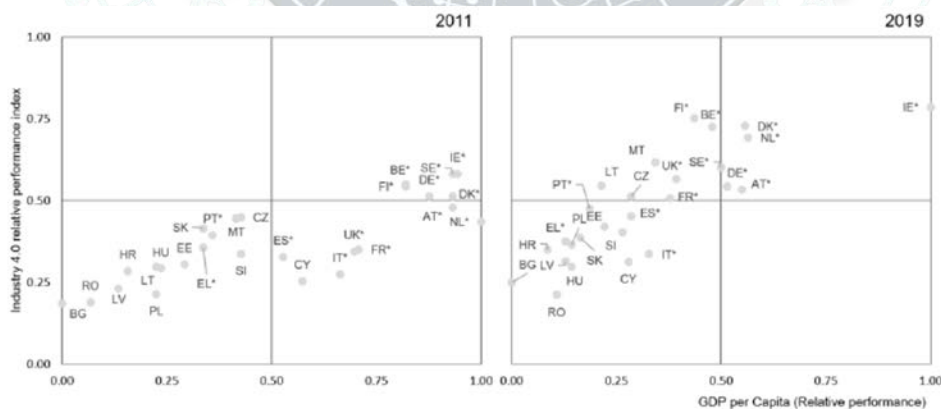 2011
2019
Industry 4.0 relative performance index
1.00
0.75
0.50
0.25
0.00
IE*
SE*
BE*
DE*
FI*
DK*
AT*
NL*
PT*
CZ
SK
MT
ES*
UK*
FR*
HR
HU
EE
SI
IT*
CY
RO
LT
EL*
LV
PL
BG
0.00
0.25
0.50
0.75
1.00
IE*
FI*
BE*
DK*
NL*
MT
UK*
SE*
LT
CZ
DE*
AT*
PT*
FR*
EL*
PL
EE
ES*
HR
SI
IT*
BG
LV
SK
HU
CY
RO
0.00
0.25
0.50
0.75
1.00
GDP per Capita (Relative performance)